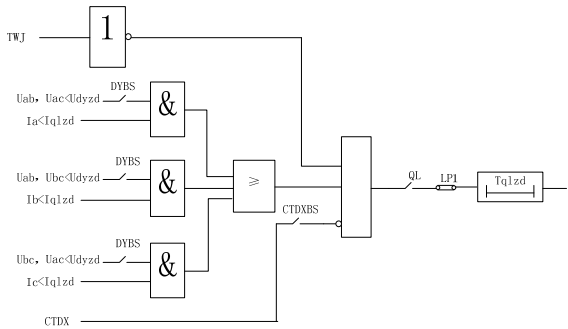 TWJ
1
DYBS
Uab, Uac<Udyzd
&
Ia<Iqlzd
DYBS
Uab, Ubc<Udyzd
&
Ib<Iqlzd
≥
QL
LP1
Tqlzd
CTDXBS
DYBS
Ubc, Uac<Udyzd
&
Ic<Iqlzd
CTDX